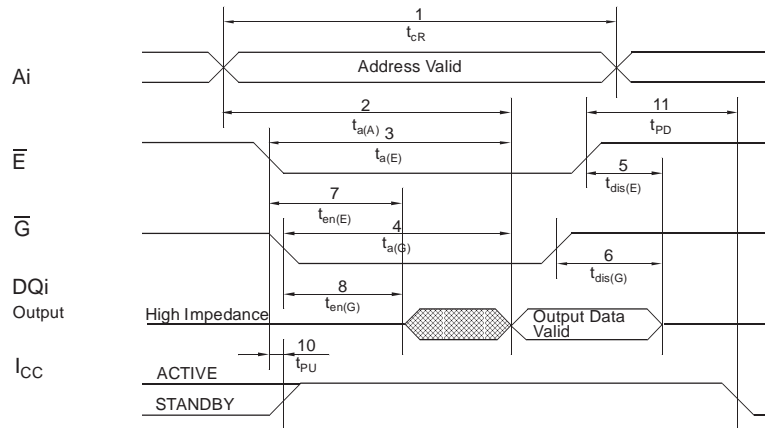 1
tcR
Ai
Address Valid
2
11
ta(A)
3
tPD
E
ta(E)
5
7
tdis(E)
G
ten(E)
4
ta(G)
6
DQi
8
tdis(G)
Output
High Impedance
ten(G)
Output Data
Valid
10
ICC
tPU
ACTIVE
STANDBY